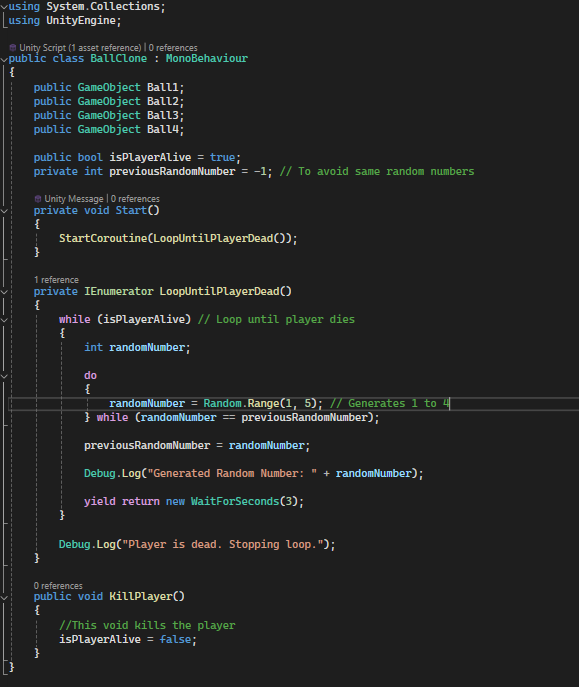 using System.Collections;
using UnityEngine;
Unity Script (1 asset reference) | 0 references
public class BallClone : MonoBehaviour
{
public GameObject Ball1;
public GameObject Ball2;
public GameObject Ball3;
public GameObject Ball4;
public bool isPlayerAlive = true;
private int previousRandomNumber = -1; // To avoid same random numbers
Unity Message | 0 references
private void Start()
{
StartCoroutine(LoopUntilPlayerDead());
}
1 reference
private IEnumerator LoopUntilPlayerDead()
{
while (isPlayerAlive) // Loop until player dies
{
int randomNumber;
do
{
randomNumber = Random.Range(1, 5); // Generates 1 to 4
} while (randomNumber == previousRandomNumber);
previousRandomNumber = randomNumber;
Debug.Log("Generated Random Number: " + randomNumber);
yield return new WaitForSeconds(3);
}
Debug.Log("Player is dead. Stopping loop.");
}
0 references
public void KillPlayer()
{
//This void kills the player
isPlayerAlive = false;
}
}